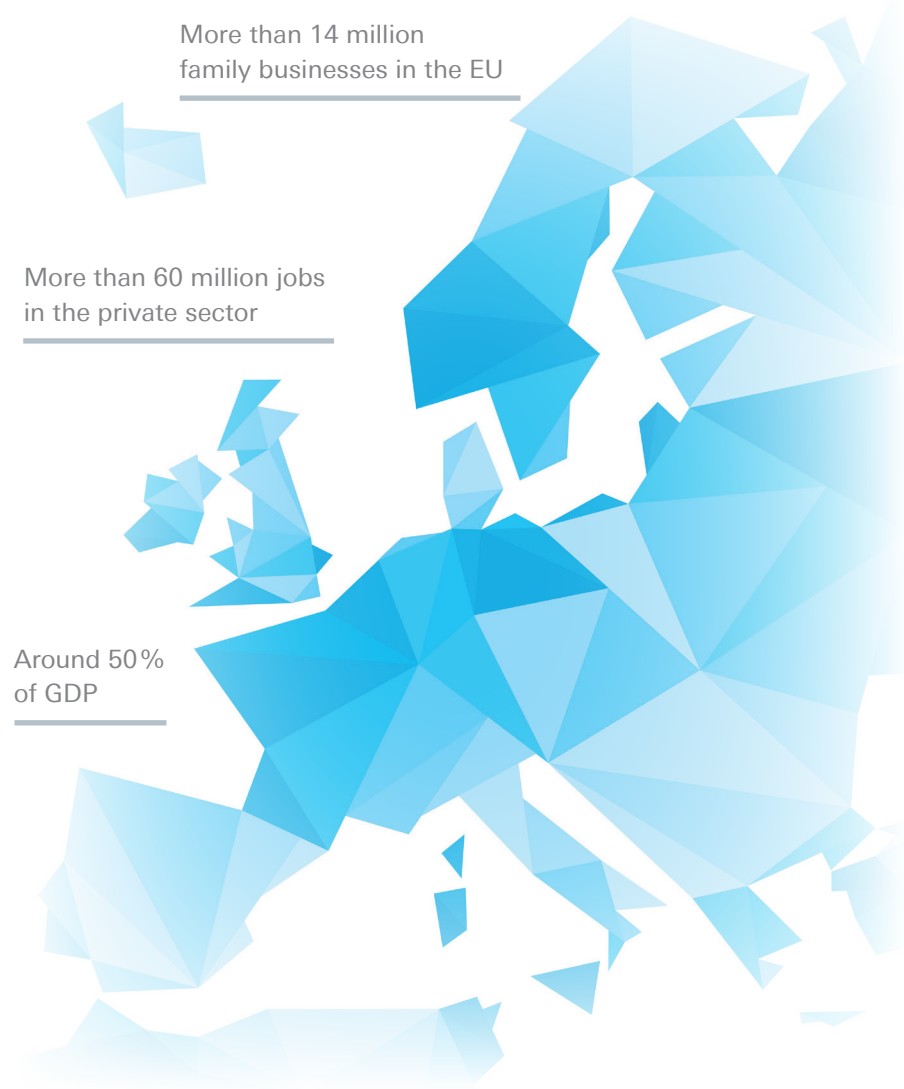 More than 14 million
family businesses in the EU
More than 60 million jobs
in the private sector
Around 50 %
of GDP